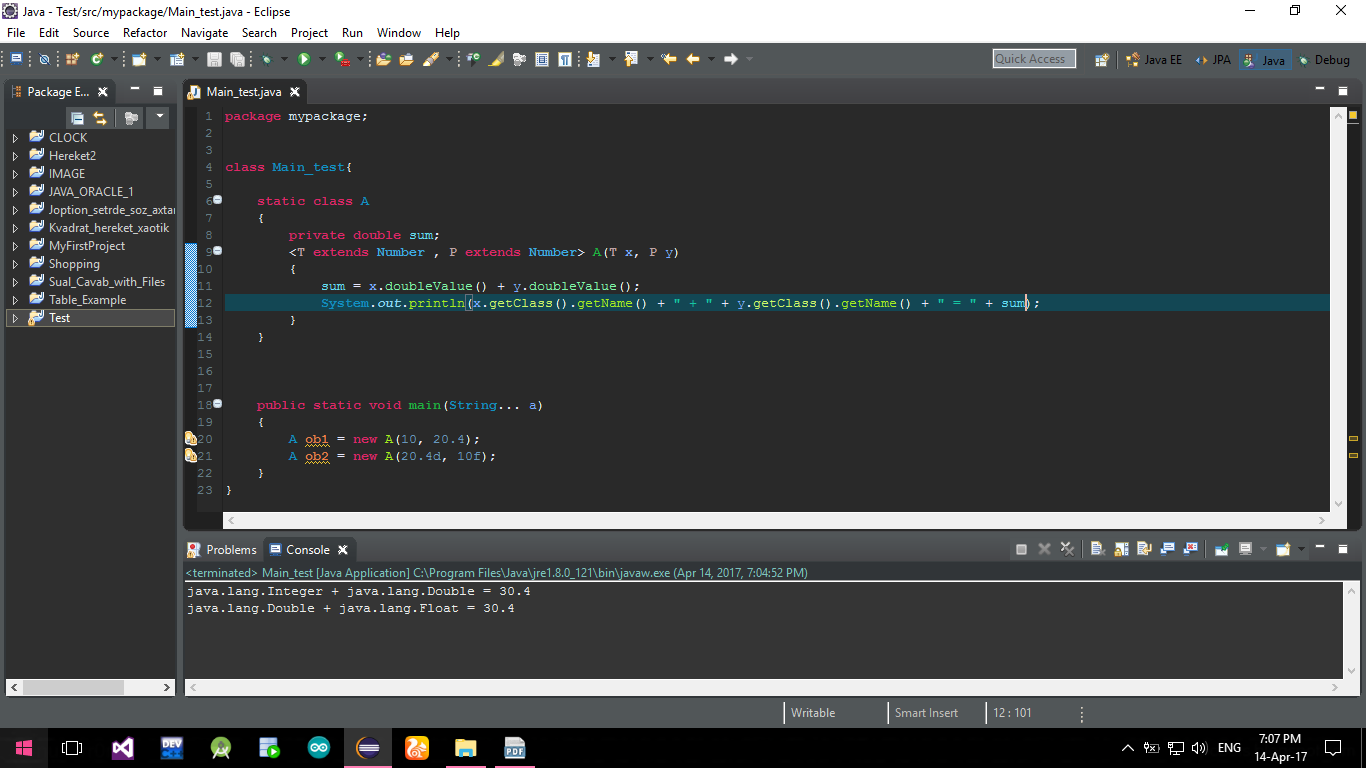 Java - Test/src/mypackage/Main_test.java - Eclipse
File Edit Source Refactor Navigate Search Project Run Window Help
Quick Access
Java EE
JPA
Java
Debug
Package E...
CLOCK
Hereket2
IMAGE
JAVA_ORACLE_1
Joption_setrde_soz_axtar
Kvadrat_hereket_xaotik
MyFirstProject
Shopping
Sual_Cavab_with_Files
Table_Example
Test
Main_test.java
1 package mypackage;
2
3
4 class Main_test{
5
6 static class A
7 {
8 private double sum;
9 <T extends Number , P extends Number> A(T x, P y)
10 {
11 sum = x.doubleValue() + y.doubleValue();
12 System.out.println(x.getClass().getName() + " + " + y.getClass().getName() + " = " + sum);
13 }
14 }
15
16
17
18 public static void main(String... a)
19 {
20 A ob1 = new A(10, 20.4);
21 A ob2 = new A(20.4d, 10f);
22 }
23 }
Problems
Console
<terminated> Main_test [Java Application] C:\Program Files\Java\jre1.8.0_121\bin\javaw.exe (Apr 14, 2017, 7:04:52 PM)
java.lang.Integer + java.lang.Double = 30.4
java.lang.Double + java.lang.Float = 30.4
Writable
Smart Insert
12 : 101
DEV
PDF
ENG
7:07 PM
14-Apr-17